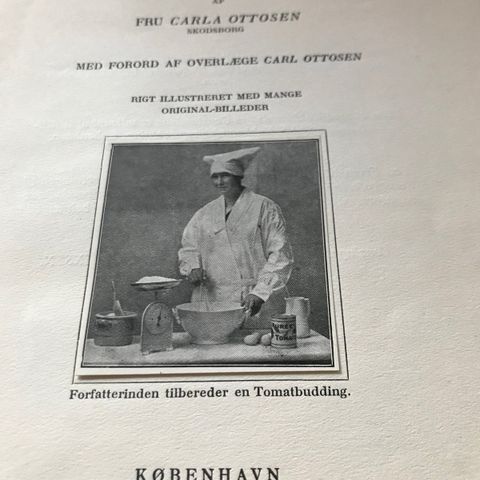 AF
FRU CARLA OTTOSEN
SKODSBORG
MED FORORD AF OVERLÆGE CARL OTTOSEN
RIGT ILLUSTRERET MED MANGE
ORIGINAL-BILLEDER
Forfatterinden tilbereder en Tomatbudding.
KØBENHAVN